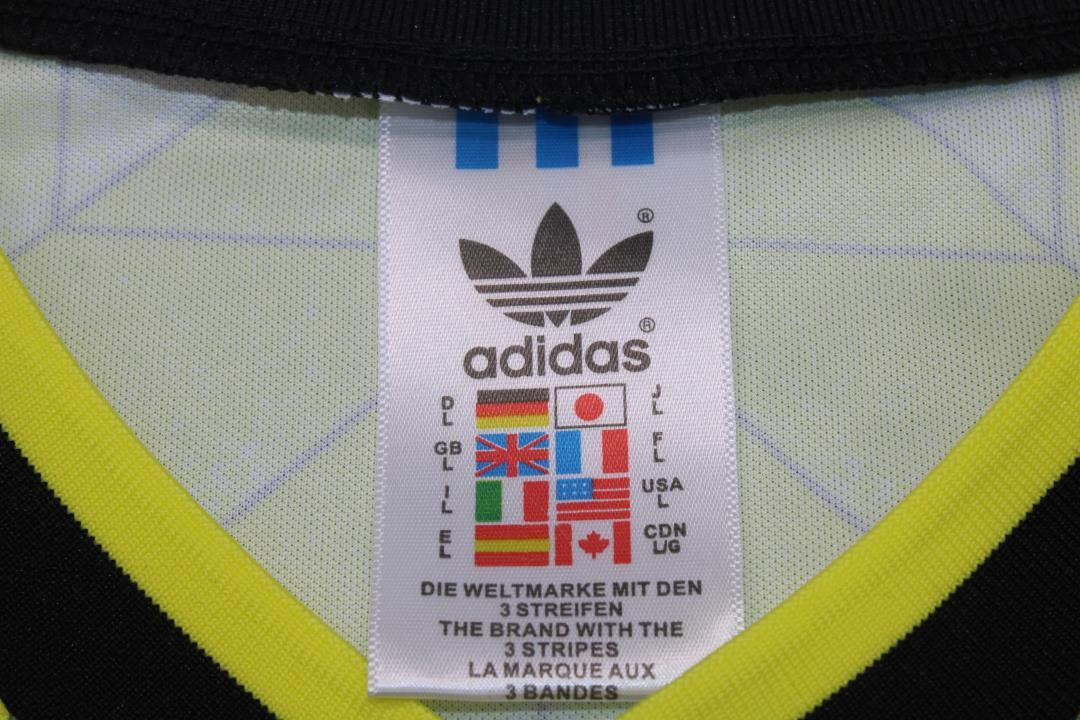 ®
®
adidas
D
L
J
L
GB
L
F
L
I
L
USA
L
E
L
CDN
L/G
DIE WELTMARKE MIT DEN
3 STREIFEN
THE BRAND WITH THE
3 STRIPES
LA MARQUE AUX
3 BANDES